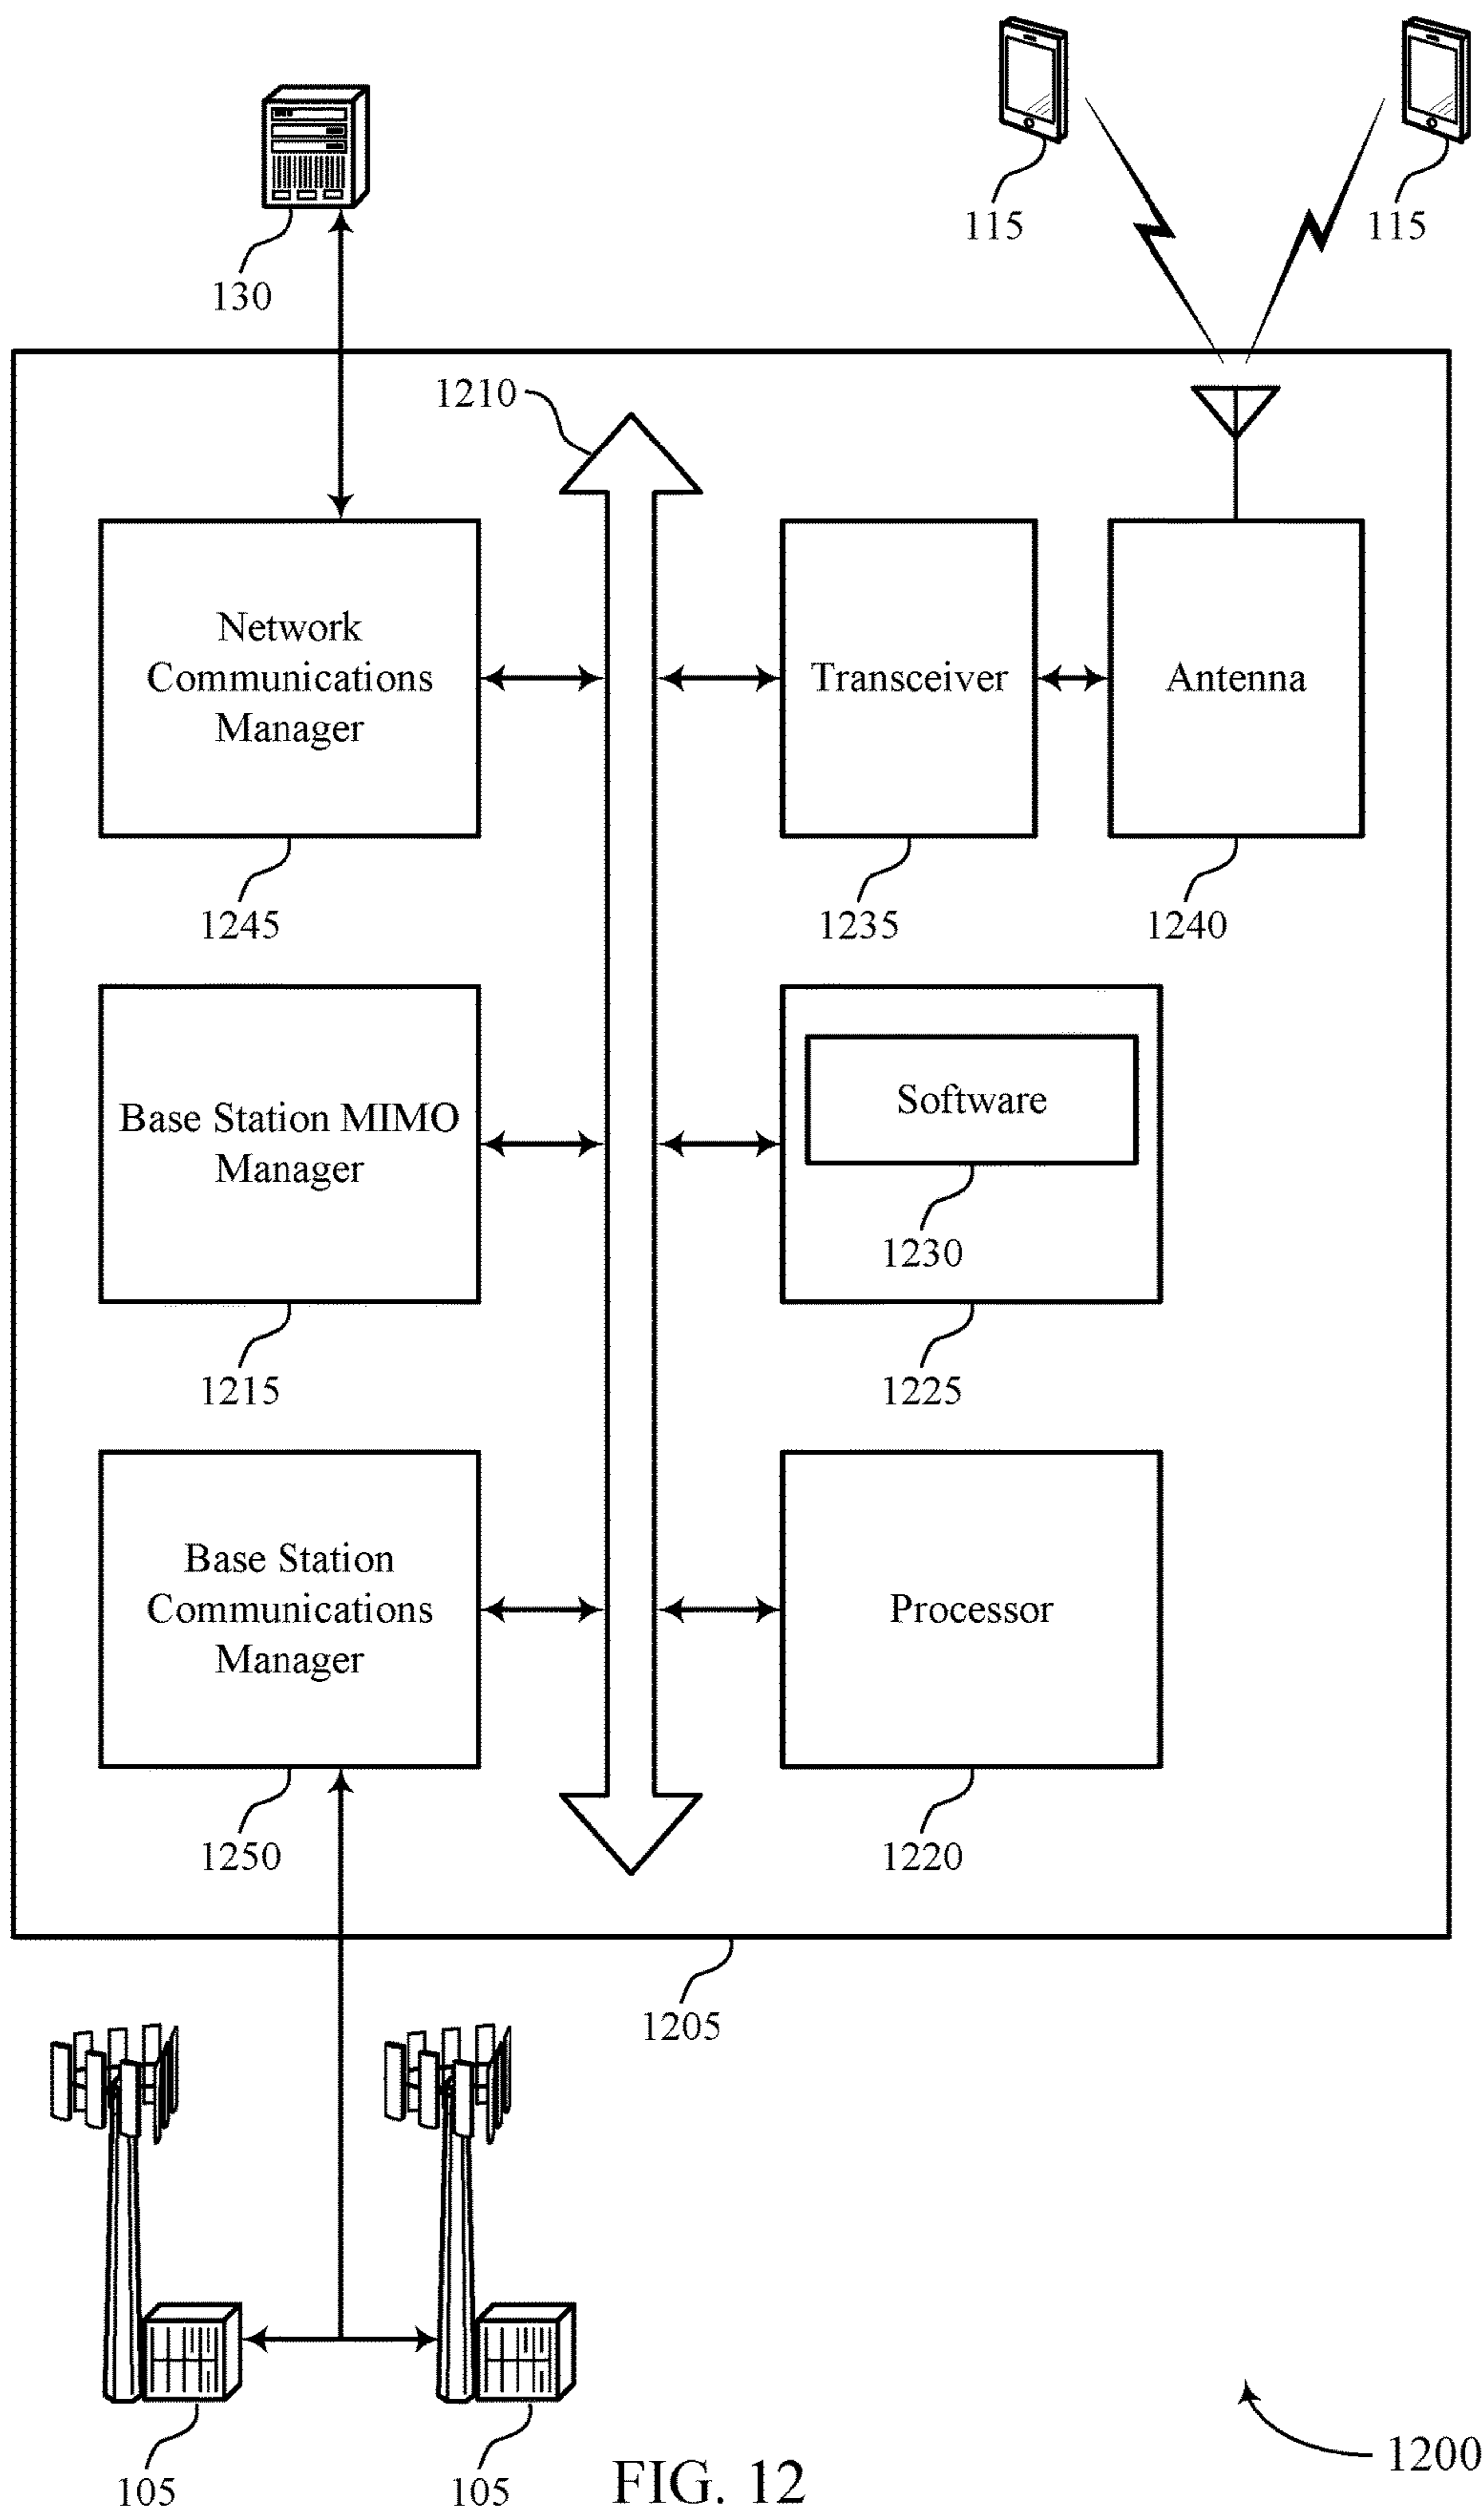 115
115
130
1210
Network
Communications
Manager
Transceiver
Antenna
1245
1235
1240
Base Station MIMO
Manager
Software
1230
1215
1225
Base Station
Communications
Manager
Processor
1250
1220
1205
105
105
FIG. 12
1200